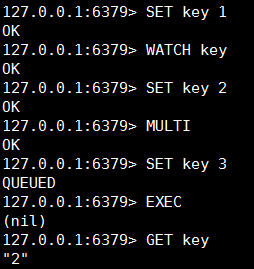 127.0.0.1:6379> SET key 1
OK
127.0.0.1:6379> WATCH key
OK
127.0.0.1:6379> SET key 2
OK
127.0.0.1:6379> MULTI
OK
127.0.0.1:6379> SET key 3
QUEUED
127.0.0.1:6379> EXEC
(nil)
127.0.0.1:6379> GET key
"2"